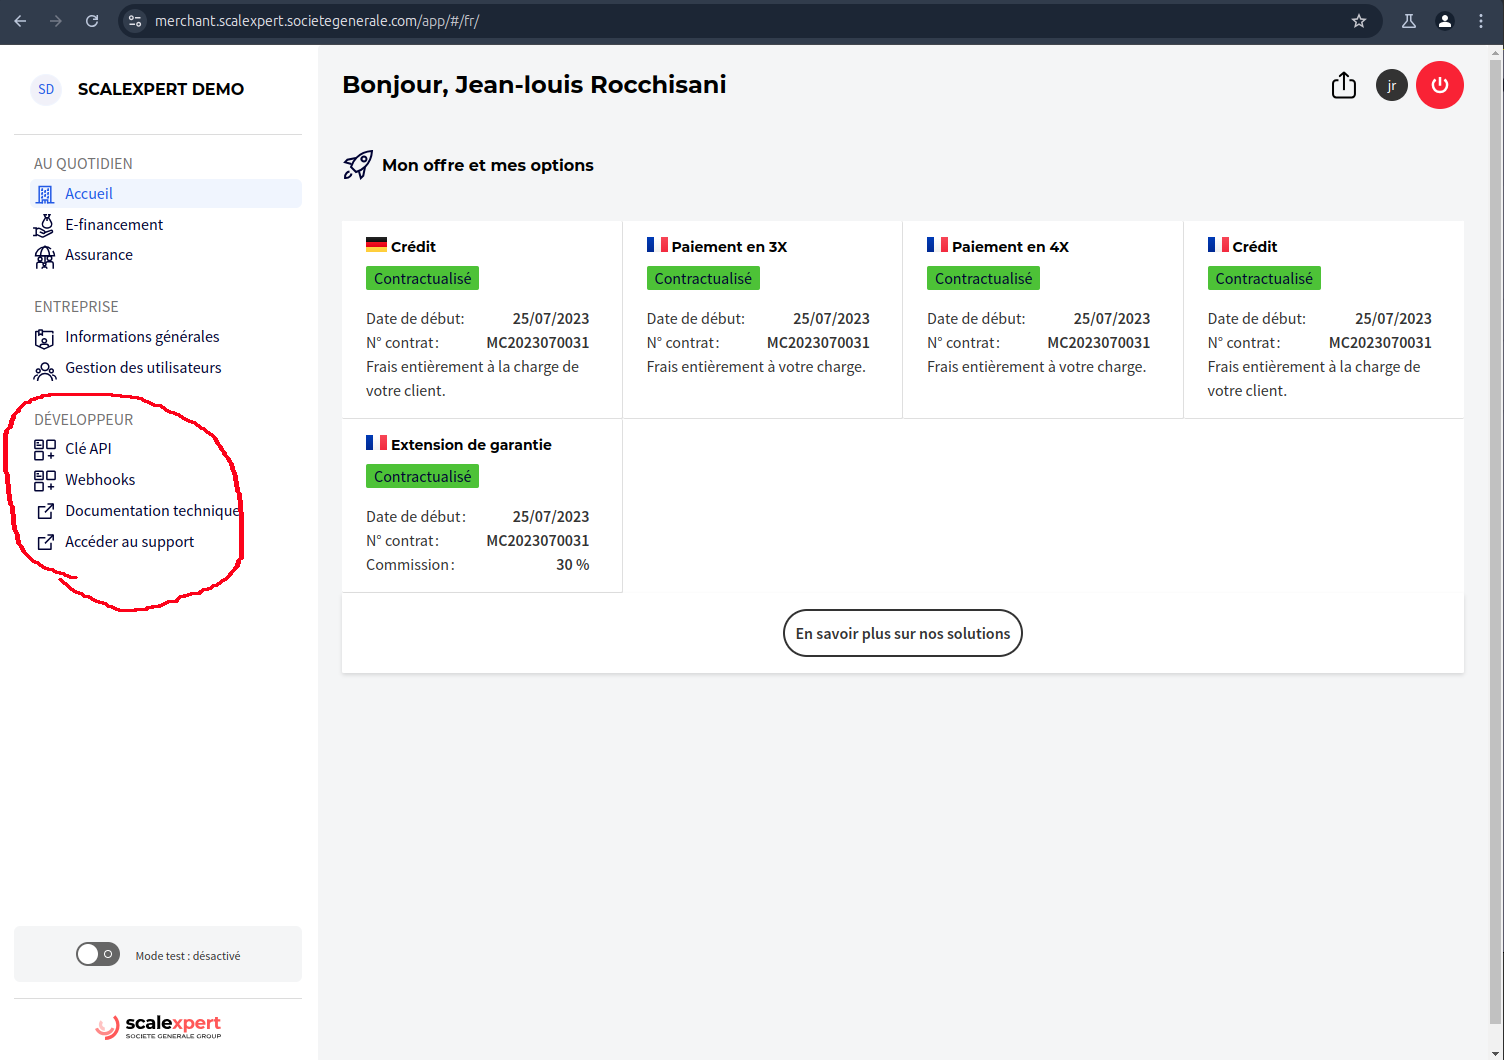 merchant.scalexpert.societegenerale.com/app/#/fr/
SD
SCALEXPERT DEMO
AU QUOTIDIEN
Accueil
E-financement
Assurance
ENTREPRISE
Informations générales
Gestion des utilisateurs
DÉVELOPPEUR
Clé API
Webhooks
Documentation technique
Accéder au support
Mode test : désactivé
scalexpert
SOCIETE GENERALE GROUP
Bonjour, Jean-louis Rocchisani
jr
Mon offre et mes options
Crédit
Contractualisé
Date de début: 25/07/2023
N° contrat: MC2023070031
Frais entièrement à la charge de
votre client.
Paiement en 3X
Contractualisé
Date de début: 25/07/2023
N° contrat: MC2023070031
Frais entièrement à votre charge.
Paiement en 4X
Contractualisé
Date de début: 25/07/2023
N° contrat: MC2023070031
Frais entièrement à votre charge.
Crédit
Contractualisé
Date de début: 25/07/2023
N° contrat: MC2023070031
Frais entièrement à la charge de
votre client.
Extension de garantie
Contractualisé
Date de début: 25/07/2023
N° contrat: MC2023070031
Commission: 30 %
En savoir plus sur nos solutions